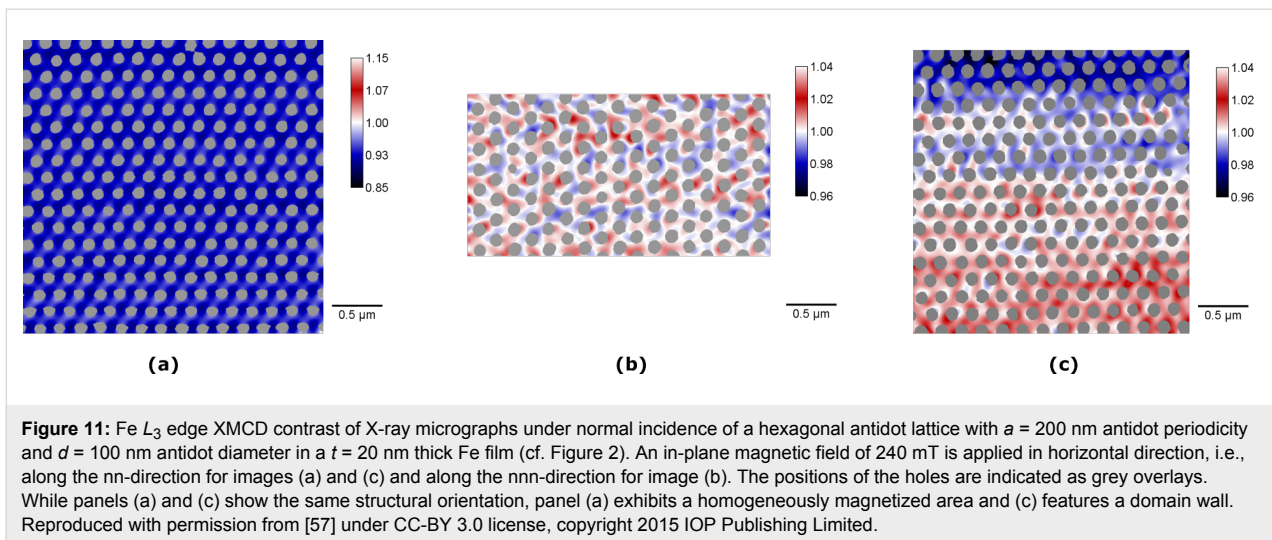 1.15
1.07
1.00
0.93
0.85
0.5 µm
(a)
1.04
1.02
1.00
0.98
0.96
0.5 µm
(b)
1.04
1.02
1.00
0.98
0.96
0.5 µm
(c)
Figure 11: Fe L3 edge XMCD contrast of X-ray micrographs under normal incidence of a hexagonal antidot lattice with a = 200 nm antidot periodicity
and d = 100 nm antidot diameter in a t = 20 nm thick Fe film (cf. Figure 2). An in-plane magnetic field of 240 mT is applied in horizontal direction, i.e.,
along the nn-direction for images (a) and (c) and along the nnn-direction for image (b). The positions of the holes are indicated as grey overlays.
While panels (a) and (c) show the same structural orientation, panel (a) exhibits a homogeneously magnetized area and (c) features a domain wall.
Reproduced with permission from [57] under CC-BY 3.0 license, copyright 2015 IOP Publishing Limited.